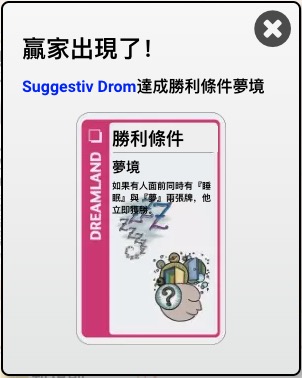 贏家出現了!
Suggestiv Drom達成勝利條件夢境
DREAMLAND
勝利條件
夢境
如果有人面前同時有『睡
眠』與『夢』兩張牌，他
立即獲勝。